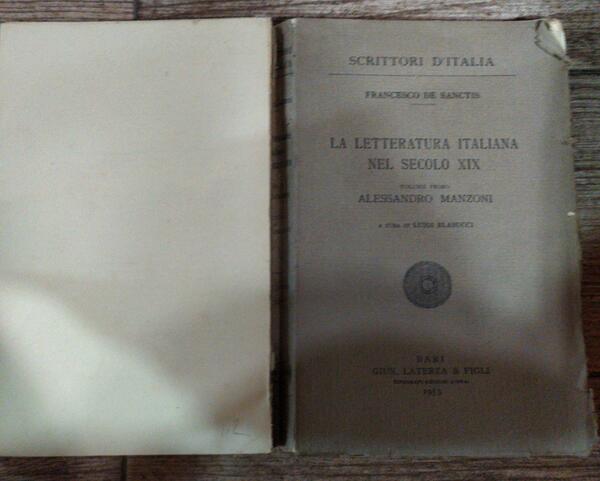 SCRITTORI D'ITALIA
FRANCESCO DE SANCTIS
LA LETTERATURA ITALIANA
NEL SECOLO XIX
VOLUME PRIMO
ALESSANDRO MANZONI
A CURA DI LUIGI BLASUCCI
BARI
GIUS. LATERZA & FIGLI
1953